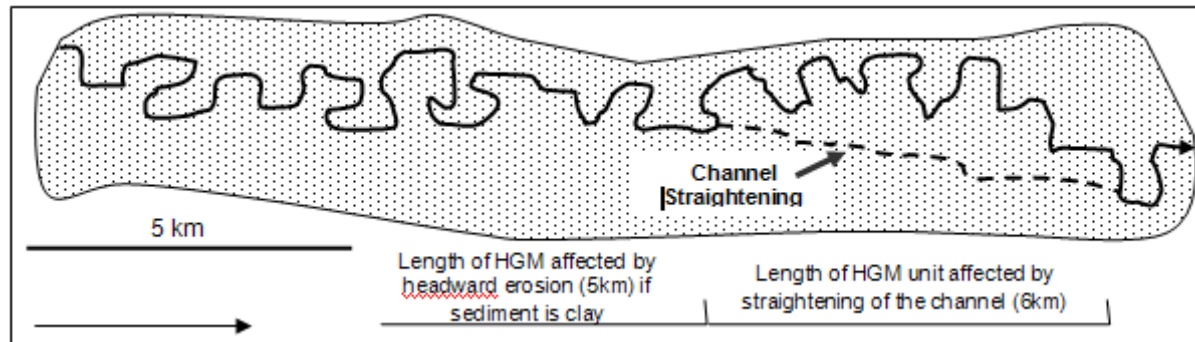 Channel
Straightening
5 km
Length of HGM affected by
headward erosion (5km) if
sediment is clay
Length of HGM unit affected by
straightening of the channel (6km)